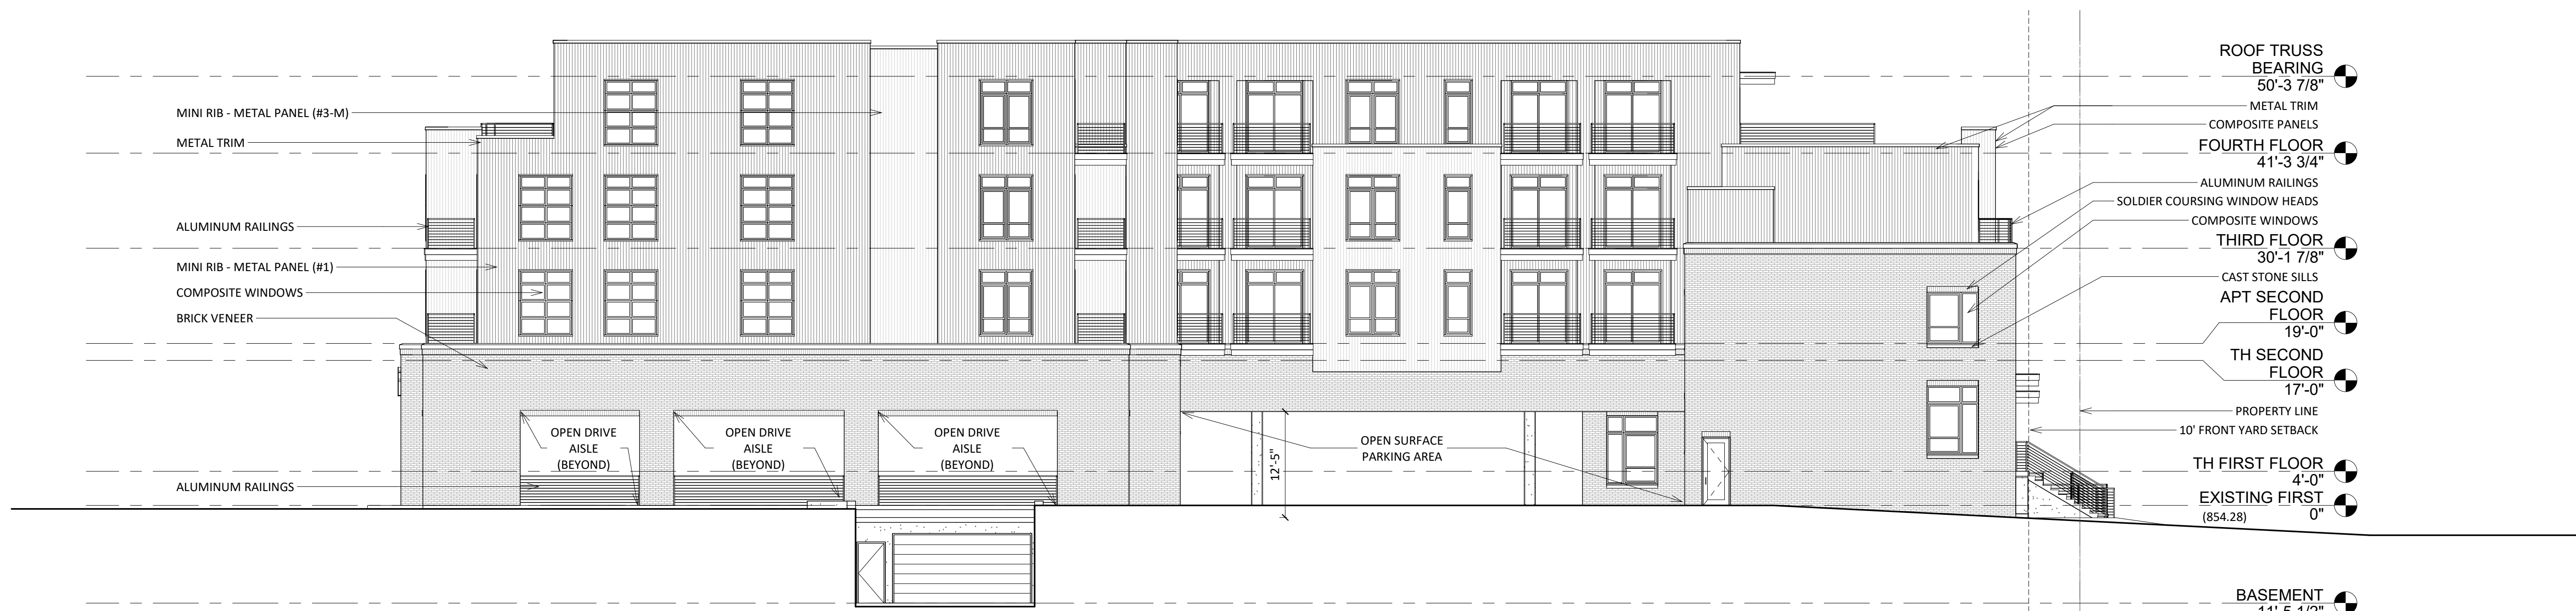 MINI RIB - METAL PANEL (#3-M)
METAL TRIM
ALUMINUM RAILINGS
MINI RIB - METAL PANEL (#1)
COMPOSITE WINDOWS
BRICK VENEER
ALUMINUM RAILINGS
OPEN DRIVE
AISLE
(BEYOND)
OPEN DRIVE
AISLE
(BEYOND)
OPEN DRIVE
AISLE
(BEYOND)
12'-5"
OPEN SURFACE
PARKING AREA
ROOF TRUSS
BEARING
50'-3 7/8"
METAL TRIM
COMPOSITE PANELS
FOURTH FLOOR
41'-3 3/4"
ALUMINUM RAILINGS
SOLDIER COURSING WINDOW HEADS
COMPOSITE WINDOWS
THIRD FLOOR
30'-1 7/8"
CAST STONE SILLS
APT SECOND
FLOOR
19'-0"
TH SECOND
FLOOR
17'-0"
PROPERTY LINE
10' FRONT YARD SETBACK
TH FIRST FLOOR
4'-0"
EXISTING FIRST
(854.28) 0"
BASEMENT
11'-5 1/2"